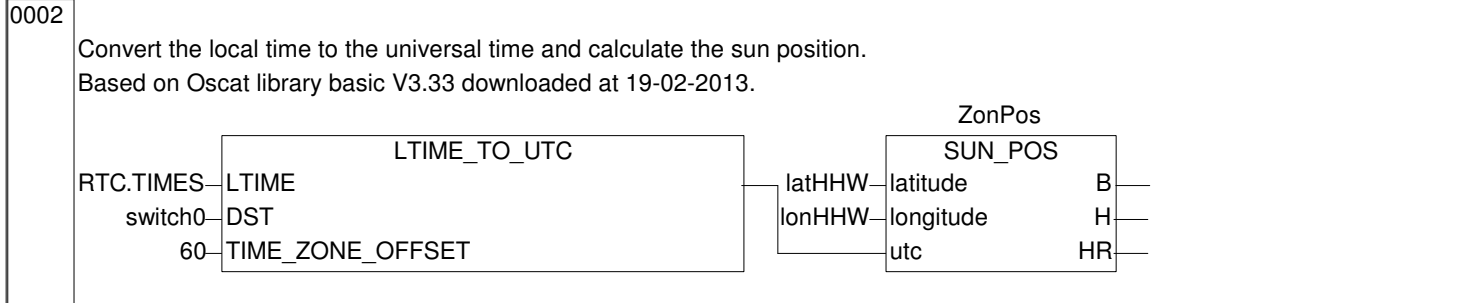 0002
Convert the local time to the universal time and calculate the sun position.
Based on Oscat library basic V3.33 downloaded at 19-02-2013.
ZonPos
LTIME_TO_UTC SUN_POS
RTC.TIMES LTIME latHHW latitude B
switch0 DST lonHHW longitude H
60 TIME_ZONE_OFFSET utc HR